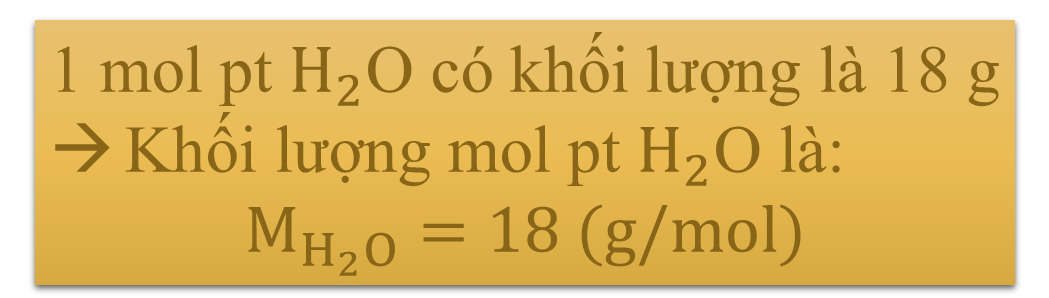 1 mol pt H₂O có khối lượng là 18 g
→ Khối lượng mol pt H₂O là:
M_H₂O = 18 (g/mol)